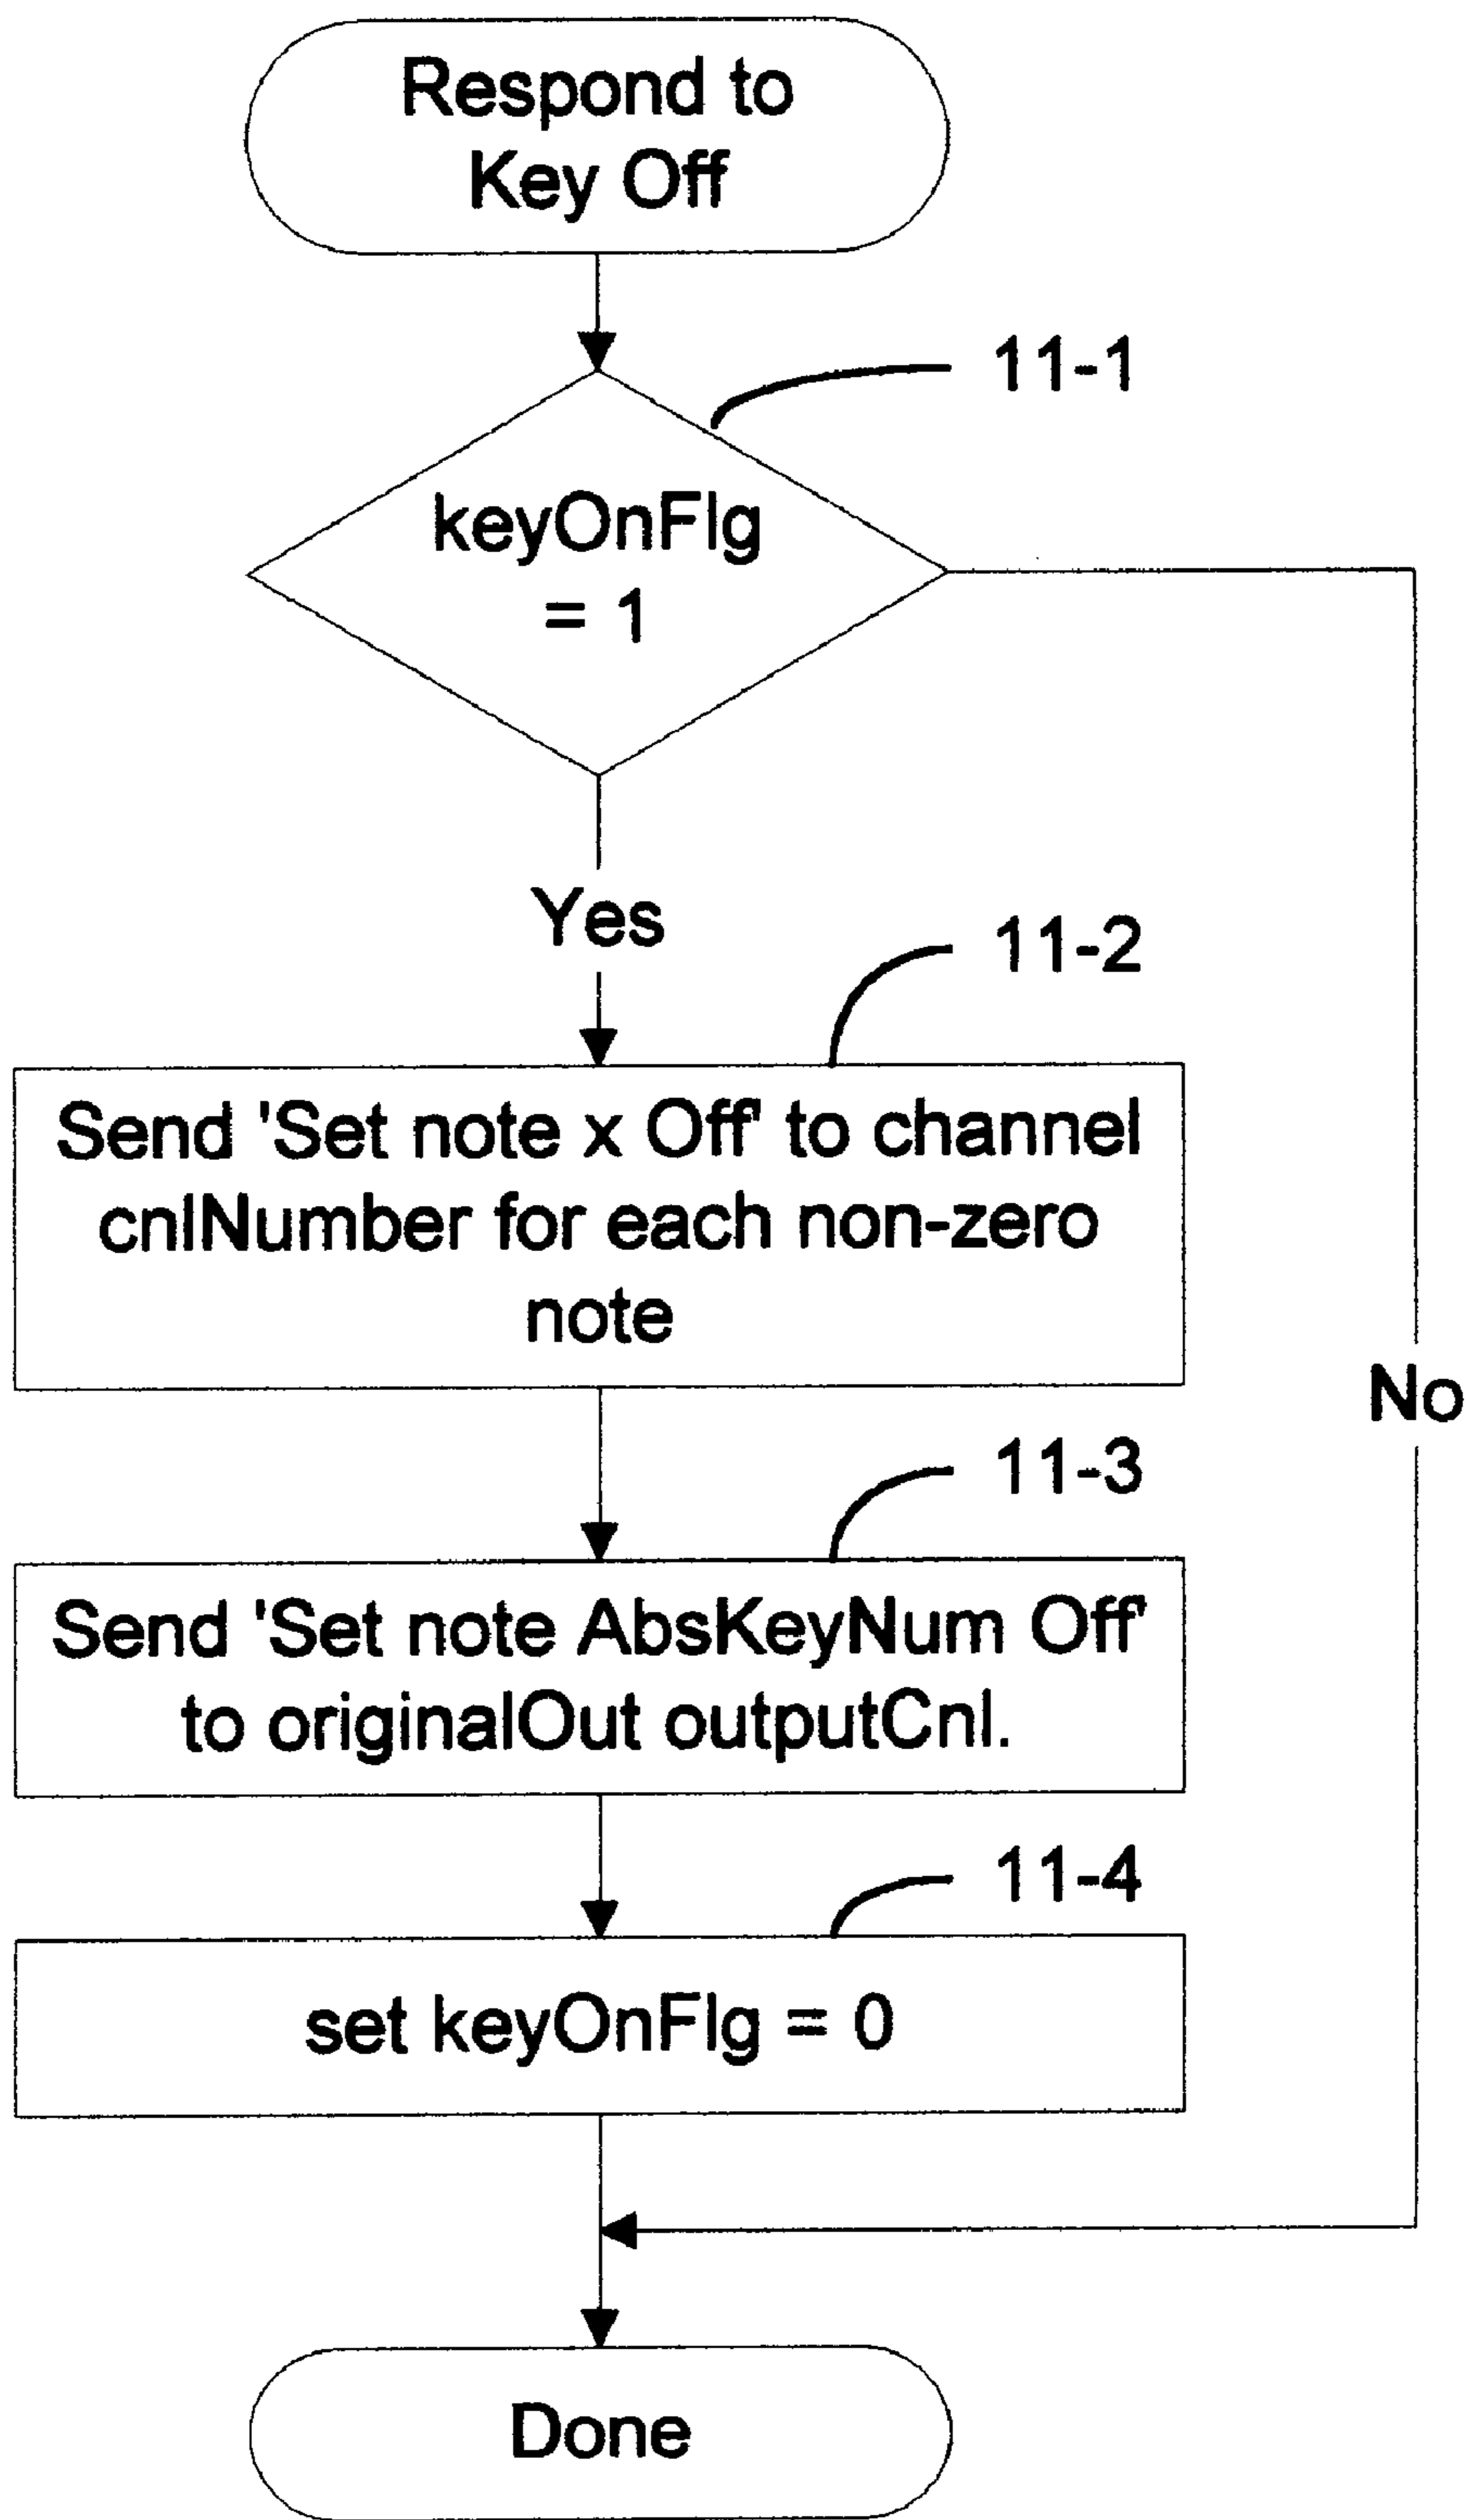 Respond to
Key Off
11-1
keyOnFlg
= 1
Yes
11-2
Send 'Set note x Off' to channel
cnlNumber for each non-zero
note
No
11-3
Send 'Set note AbsKeyNum Off'
to originalOut outputCnl.
11-4
set keyOnFlg = 0
Done